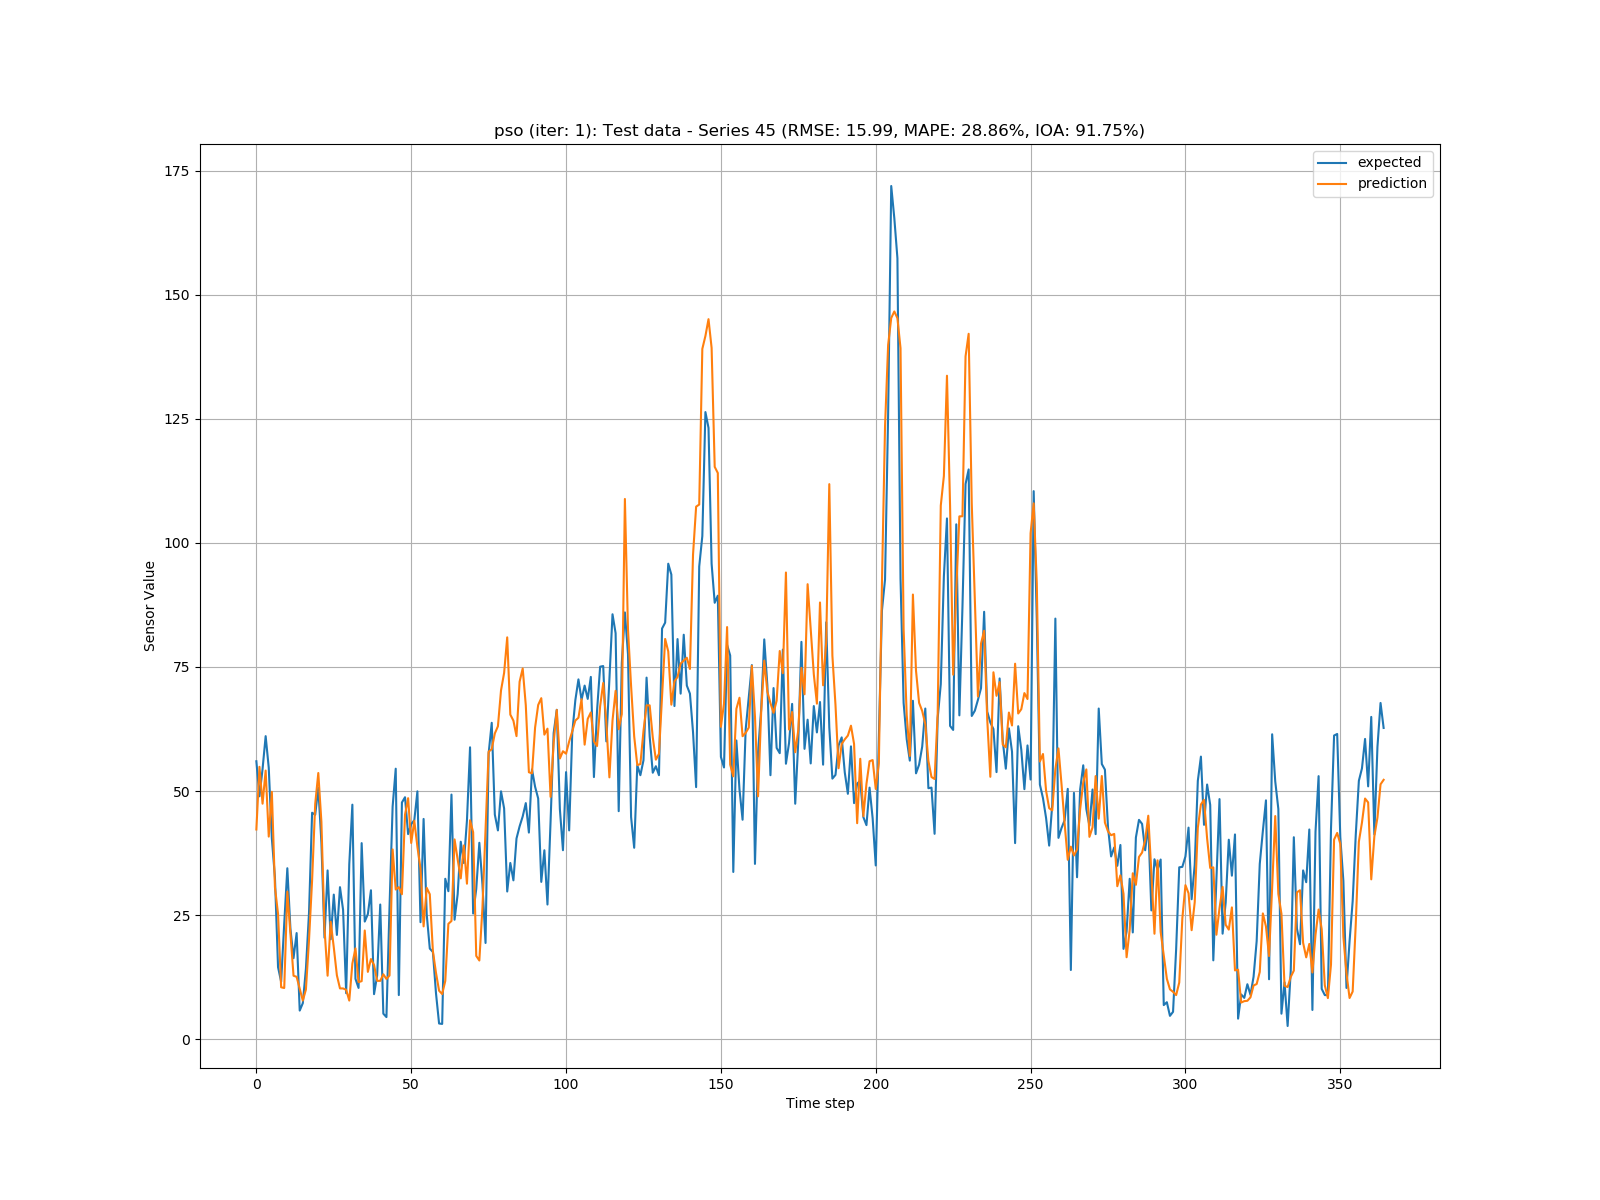 pso (iter: 1): Test data - Series 45 (RMSE: 15.99, MAPE: 28.86%, IOA: 91.75%)
expected
prediction
175
150
125
100
75
50
25
0
Sensor Value
0 50 100 150 200 250 300 350
Time step